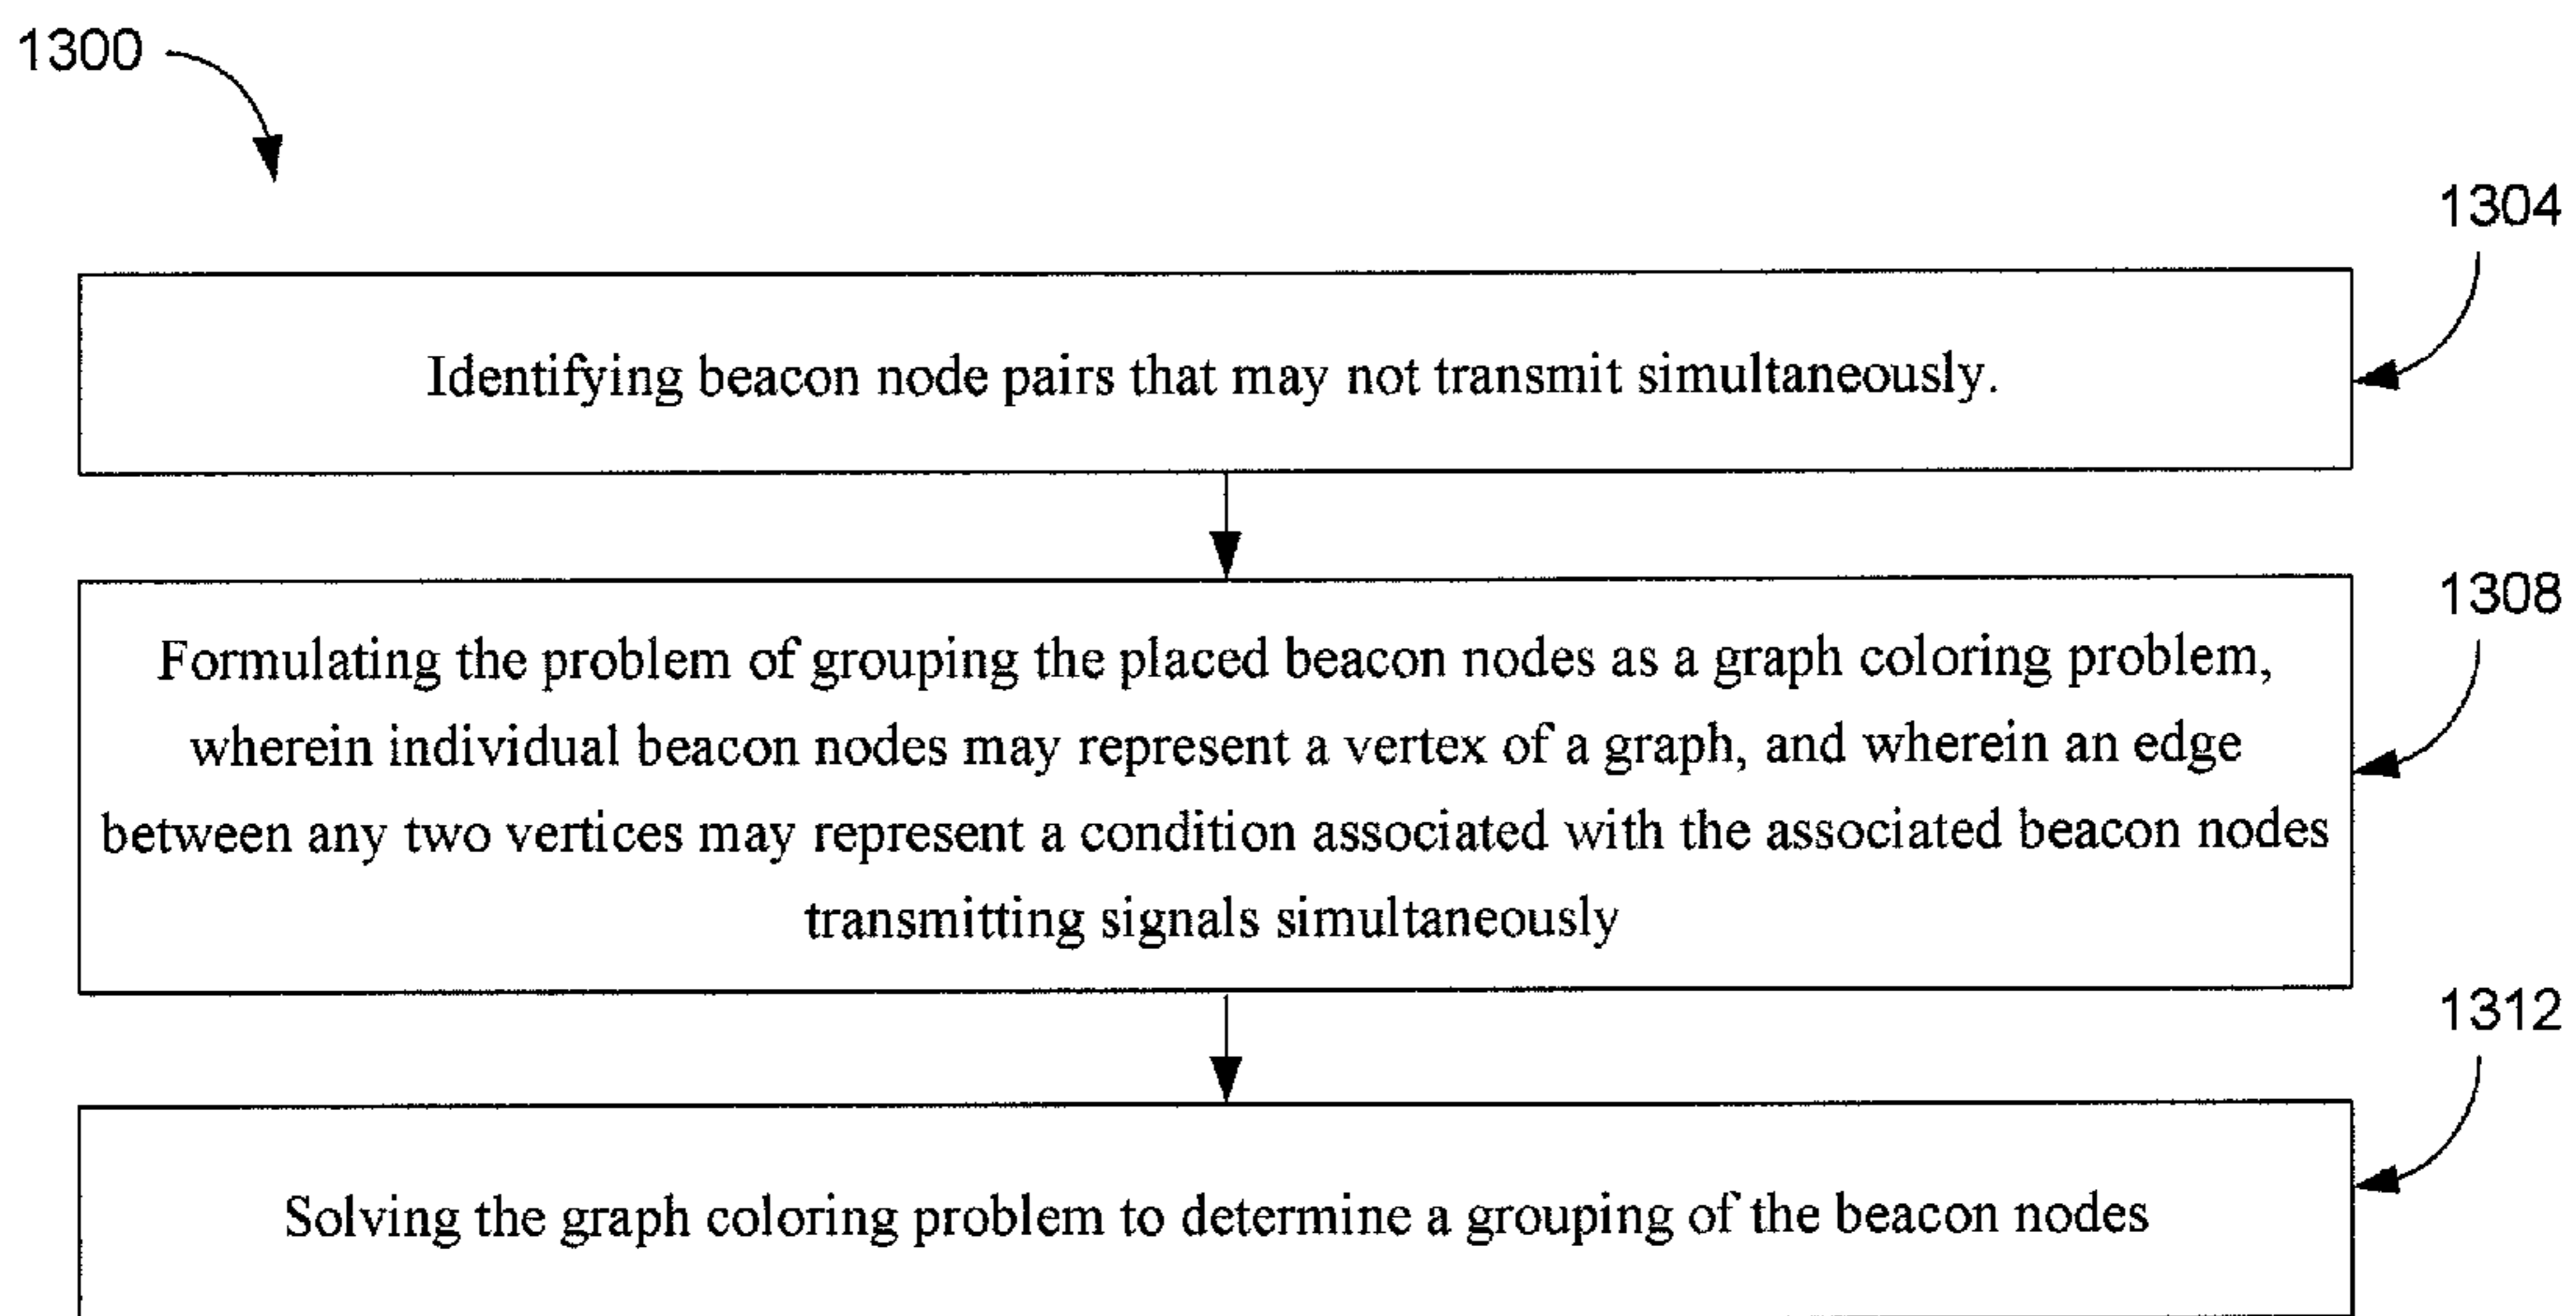 1300
1304
Identifying beacon node pairs that may not transmit simultaneously.
1308
Formulating the problem of grouping the placed beacon nodes as a graph coloring problem,
wherein individual beacon nodes may represent a vertex of a graph, and wherein an edge
between any two vertices may represent a condition associated with the associated beacon nodes
transmitting signals simultaneously
1312
Solving the graph coloring problem to determine a grouping of the beacon nodes